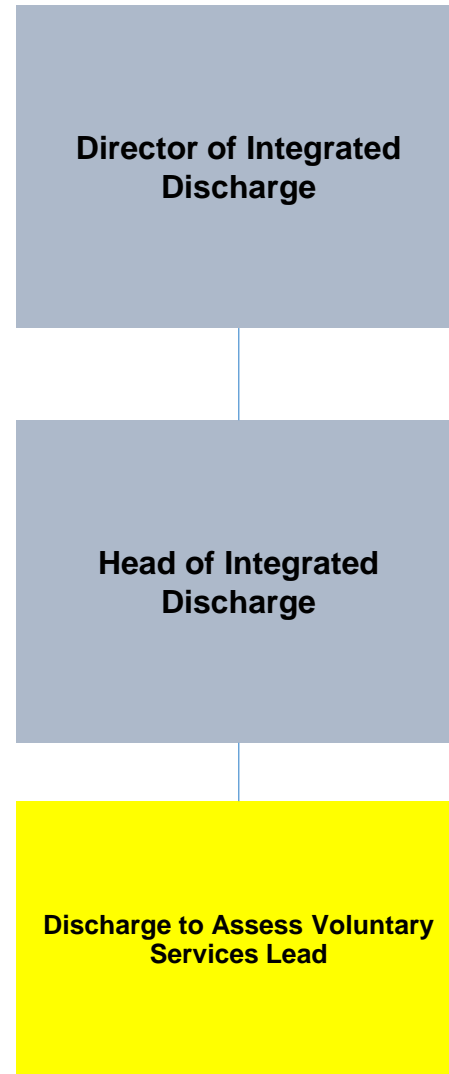 Director of Integrated
Discharge
Head of Integrated
Discharge
Discharge to Assess Voluntary
Services Lead